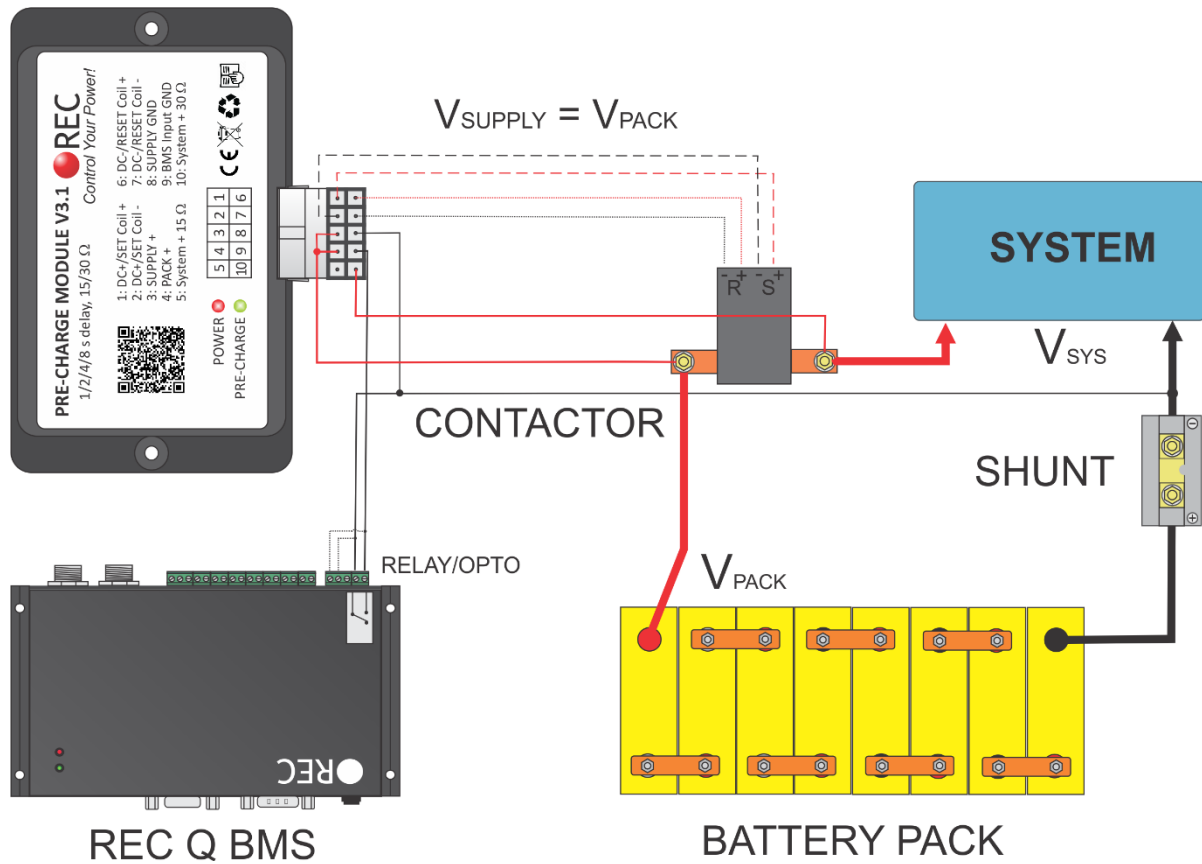 PRE-CHARGE MODULE V3.1
REC
1/2/4/8 s delay, 15/30 Ω
Control Your Power!
1: DC+/SET Coil +
2: DC+/SET Coil -
3: SUPPLY +
4: PACK +
5: System + 15 Ω
6: DC-/RESET Coil +
7: DC-/RESET Coil -
8: SUPPLY GND
9: BMS Input GND
10: System + 30 Ω
POWER
PRE-CHARGE
5 4 3 2 1
10 9 8 7 6
CE
VSUPPLY = VPACK
- + - +
R S
SYSTEM
VSYS
CONTACTOR
SHUNT
-
+
RELAY/OPTO
VPACK
REC
REC Q BMS
BATTERY PACK